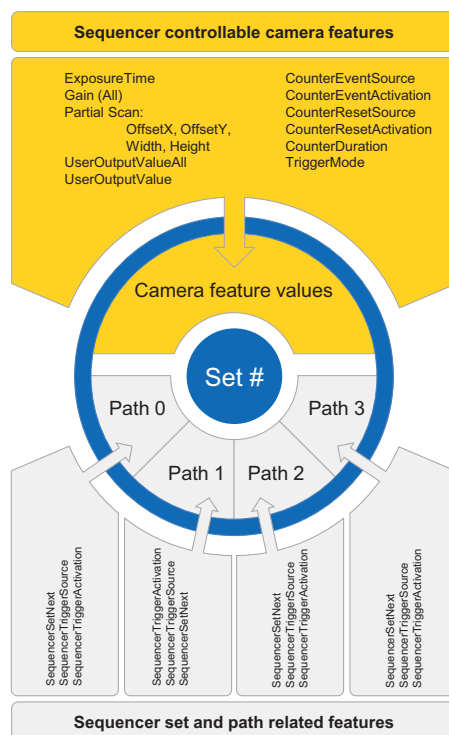 Sequencer controllable camera features
ExposureTime
Gain (All)
Partial Scan:
OffsetX, OffsetY,
Width, Height
UserOutputValueAll
UserOutputValue
CounterEventSource
CounterEventActivation
CounterResetSource
CounterResetActivation
CounterDuration
TriggerMode
Camera feature values
Set #
Path 0
Path 1
Path 2
Path 3
SequencerSetNext
SequencerTriggerSource
SequencerTriggerActivation
SequencerTriggerActivation
SequencerTriggerSource
SequencerSetNext
SequencerSetNext
SequencerTriggerSource
SequencerTriggerActivation
SequencerSetNext
SequencerTriggerSource
SequencerTriggerActivation
Sequencer set and path related features